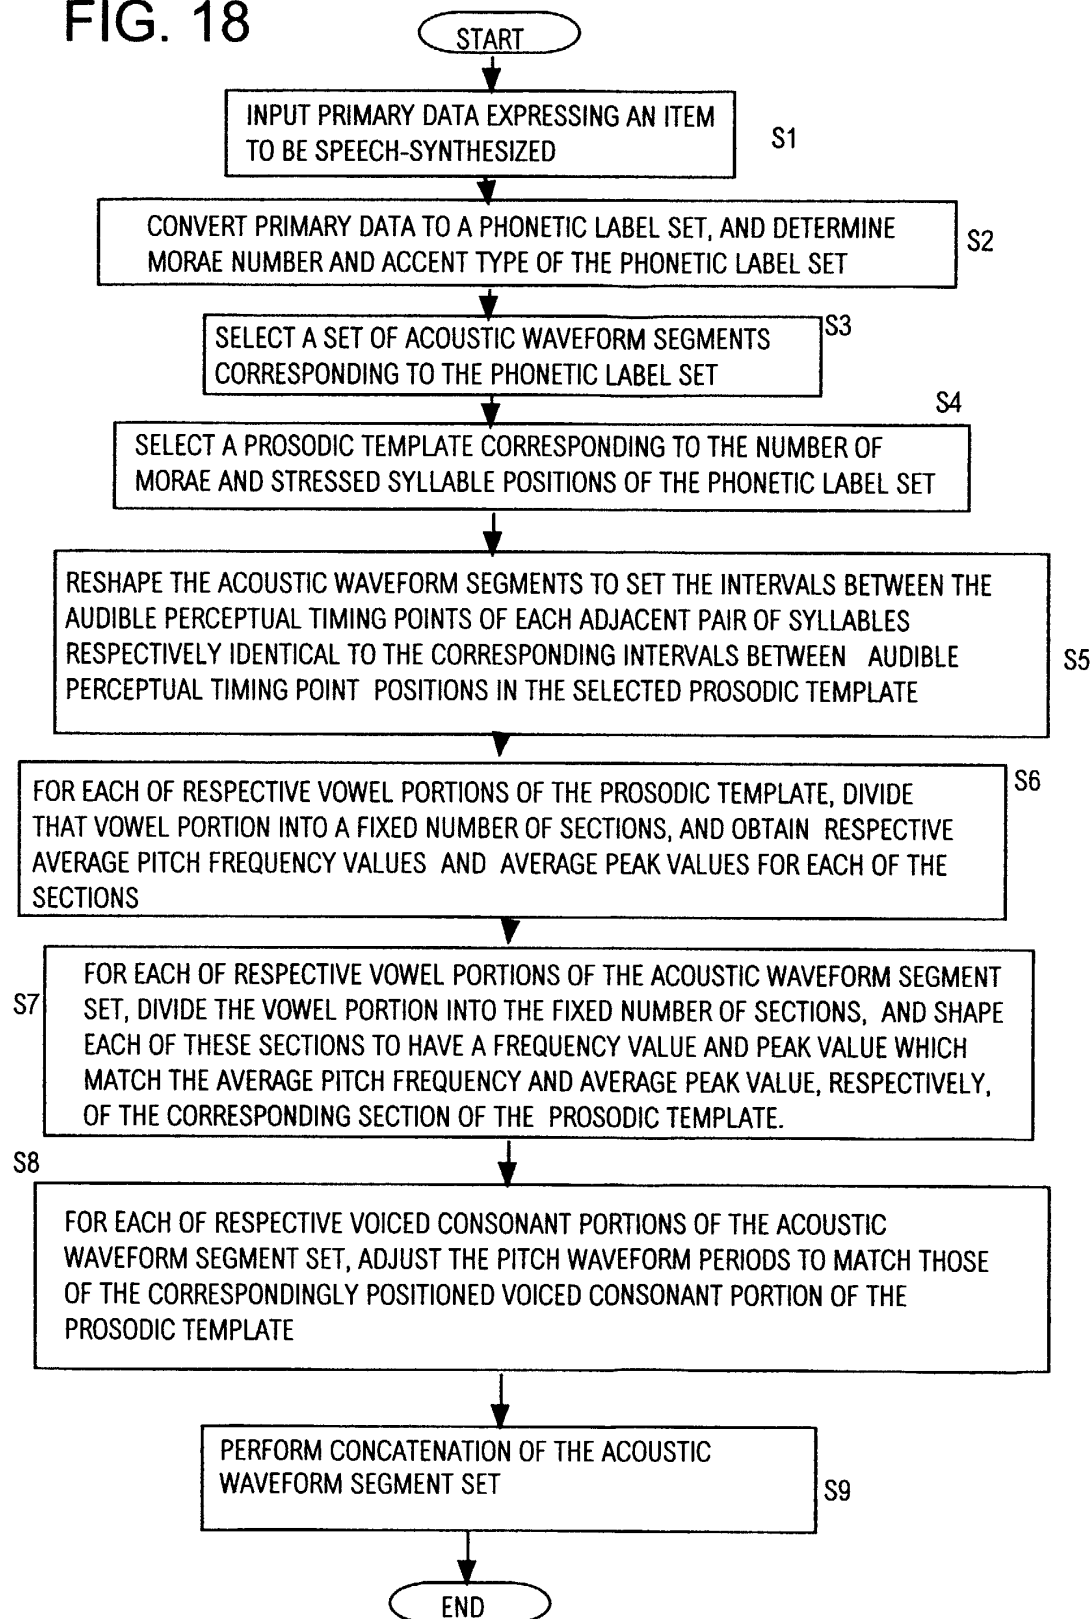 FIG. 18
START
INPUT PRIMARY DATA EXPRESSING AN ITEM
TO BE SPEECH-SYNTHESIZED
S1
CONVERT PRIMARY DATA TO A PHONETIC LABEL SET, AND DETERMINE
MORAE NUMBER AND ACCENT TYPE OF THE PHONETIC LABEL SET
S2
SELECT A SET OF ACOUSTIC WAVEFORM SEGMENTS
CORRESPONDING TO THE PHONETIC LABEL SET
S3
S4
SELECT A PROSODIC TEMPLATE CORRESPONDING TO THE NUMBER OF
MORAE AND STRESSED SYLLABLE POSITIONS OF THE PHONETIC LABEL SET
RESHAPE THE ACOUSTIC WAVEFORM SEGMENTS TO SET THE INTERVALS BETWEEN THE
AUDIBLE PERCEPTUAL TIMING POINTS OF EACH ADJACENT PAIR OF SYLLABLES
RESPECTIVELY IDENTICAL TO THE CORRESPONDING INTERVALS BETWEEN AUDIBLE
PERCEPTUAL TIMING POINT POSITIONS IN THE SELECTED PROSODIC TEMPLATE
S5
FOR EACH OF RESPECTIVE VOWEL PORTIONS OF THE PROSODIC TEMPLATE, DIVIDE
THAT VOWEL PORTION INTO A FIXED NUMBER OF SECTIONS, AND OBTAIN RESPECTIVE
AVERAGE PITCH FREQUENCY VALUES AND AVERAGE PEAK VALUES FOR EACH OF THE
SECTIONS
S6
S7
FOR EACH OF RESPECTIVE VOWEL PORTIONS OF THE ACOUSTIC WAVEFORM SEGMENT
SET, DIVIDE THE VOWEL PORTION INTO THE FIXED NUMBER OF SECTIONS, AND SHAPE
EACH OF THESE SECTIONS TO HAVE A FREQUENCY VALUE AND PEAK VALUE WHICH
MATCH THE AVERAGE PITCH FREQUENCY AND AVERAGE PEAK VALUE, RESPECTIVELY,
OF THE CORRESPONDING SECTION OF THE PROSODIC TEMPLATE.
S8
FOR EACH OF RESPECTIVE VOICED CONSONANT PORTIONS OF THE ACOUSTIC
WAVEFORM SEGMENT SET, ADJUST THE PITCH WAVEFORM PERIODS TO MATCH THOSE
OF THE CORRESPONDINGLY POSITIONED VOICED CONSONANT PORTION OF THE
PROSODIC TEMPLATE
PERFORM CONCATENATION OF THE ACOUSTIC
WAVEFORM SEGMENT SET
S9
END